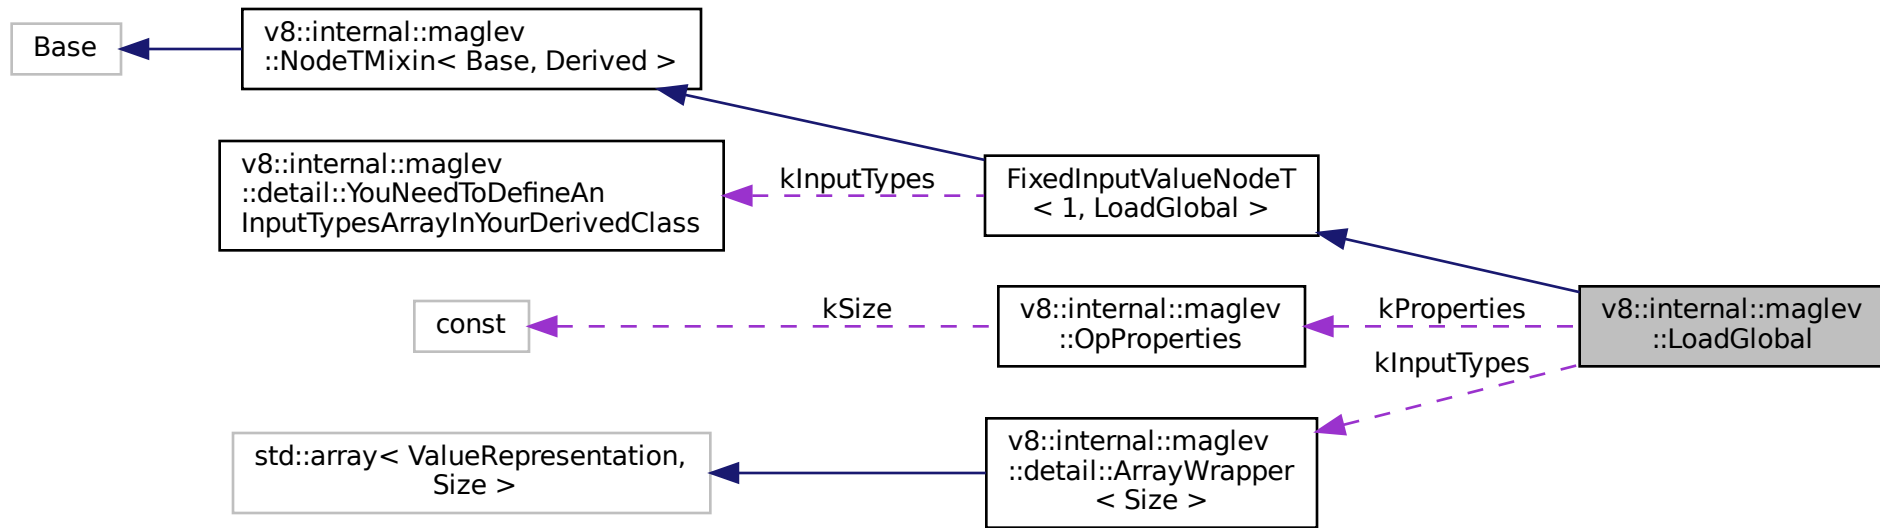 Base
v8::internal::maglev
::NodeTMixin< Base, Derived >
v8::internal::maglev
::detail::YouNeedToDefineAn
InputTypesArrayInYourDerivedClass
kInputTypes
FixedInputValueNodeT
< 1, LoadGlobal >
const
kSize
v8::internal::maglev
::OpProperties
kProperties
v8::internal::maglev
::LoadGlobal
kInputTypes
std::array< ValueRepresentation,
Size >
v8::internal::maglev
::detail::ArrayWrapper
< Size >